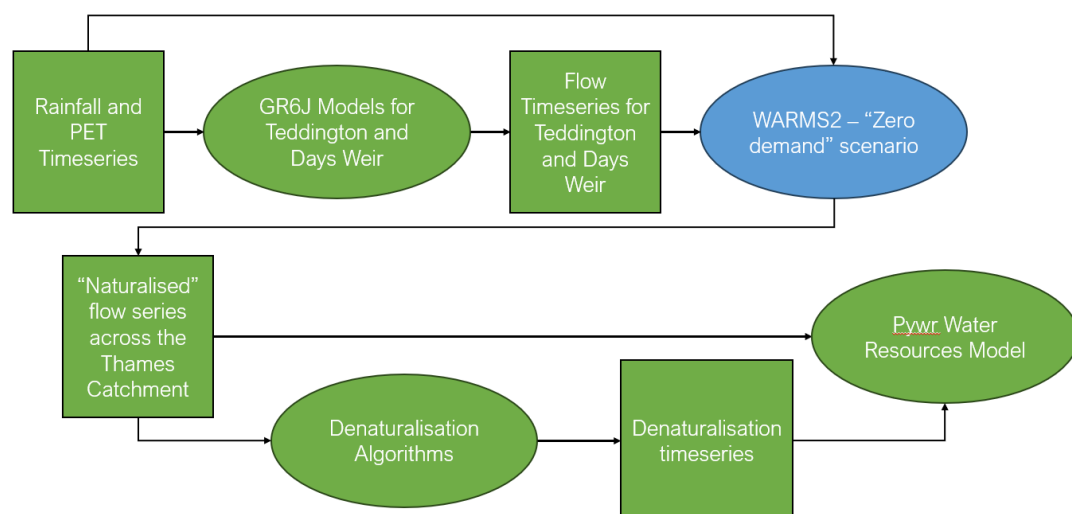 Rainfall and
PET
Timeseries
GR6J Models for
Teddington and
Days Weir
Flow
Timeseries for
Teddington
and Days
Weir
WARMS2 – “Zero
demand” scenario
“Naturalised”
flow series
across the
Thames
Catchment
Pywr Water
Resources Model
Denaturalisation
Algorithms
Denaturalisation
timeseries